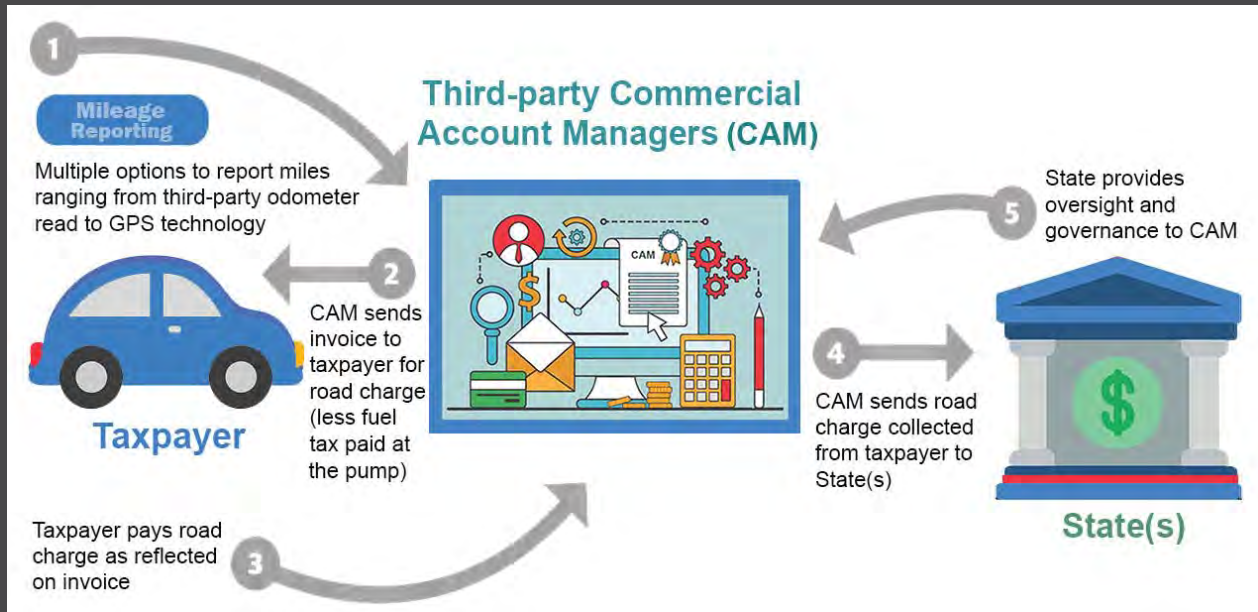 1
Mileage
Reporting
Multiple options to report miles
ranging from third-party odometer
read to GPS technology
Third-party Commercial
Account Managers (CAM)
CAM
$
2
CAM sends
invoice to
taxpayer for
road charge
(less fuel
tax paid at
the pump)
Taxpayer
3
Taxpayer pays road
charge as reflected
on invoice
4
CAM sends road
charge collected
from taxpayer to
State(s)
5
State provides
oversight and
governance to CAM
$
State(s)